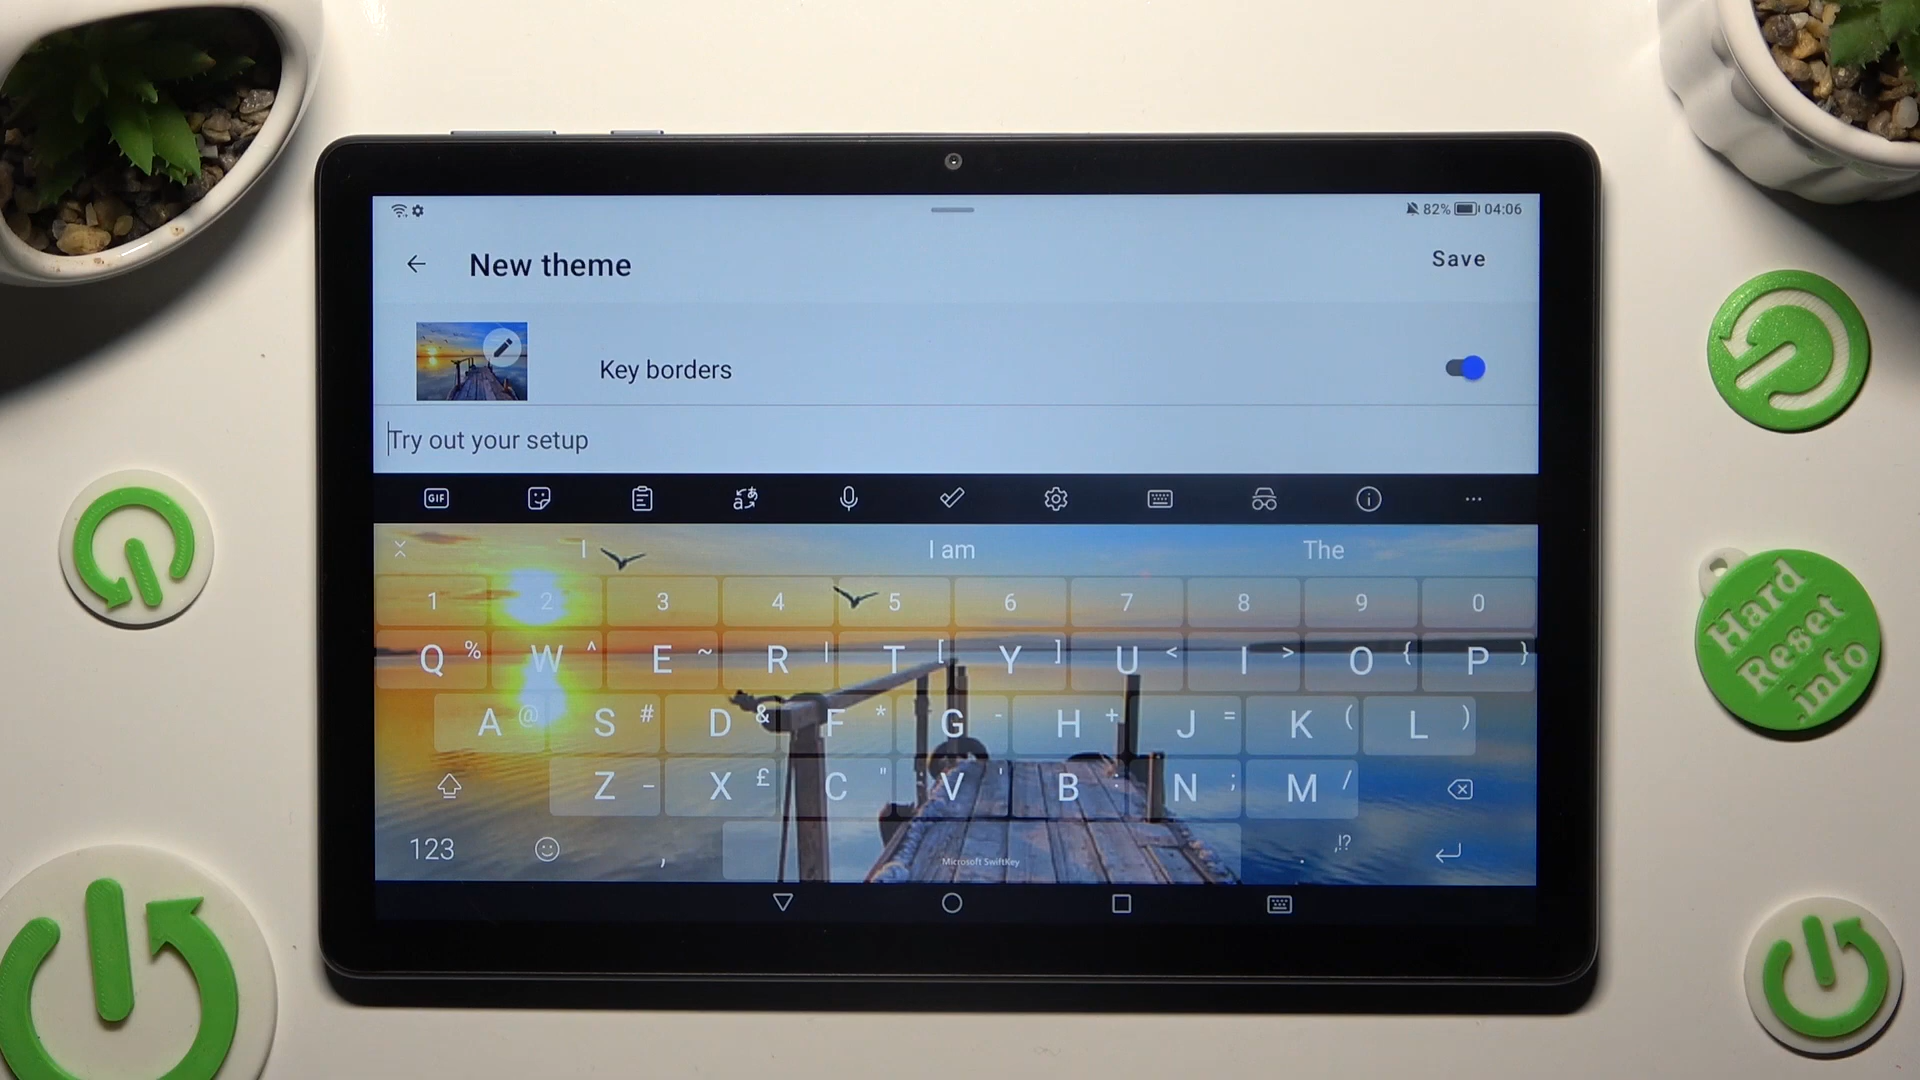 82% 04:06
New theme
Save
Key borders
Try out your setup
GIF
I I am The
1 2 3 4 5 6 7 8 9 0
Q % W ^ E ~ R | T [ Y ] U < I > O { P }
A @ S # D & F * G - H + J = K ( L )
Z _ X £ C " V ' B : N ; M /
123 , Microsoft SwiftKey . ,!?
Hard
Reset
.info